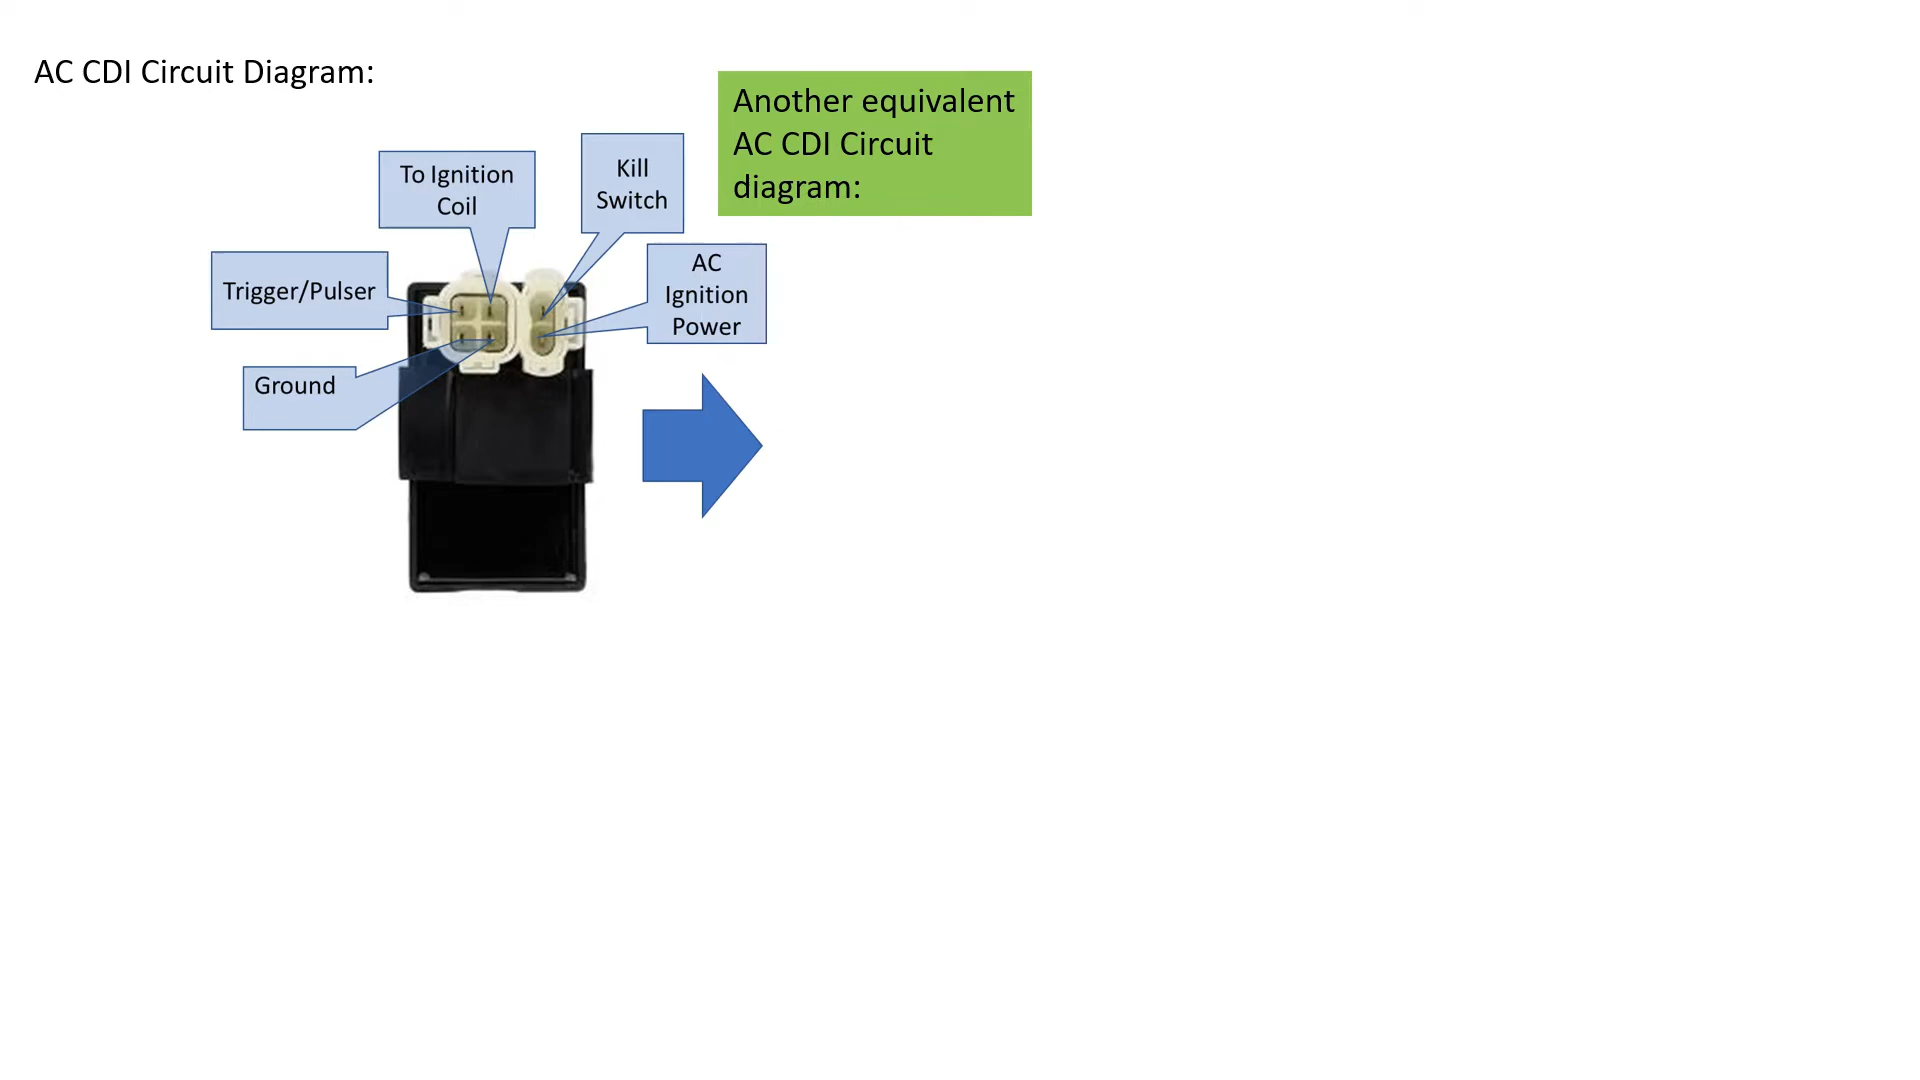 AC CDI Circuit Diagram:
Another equivalent
AC CDI Circuit
diagram:
To Ignition
Coil
Kill
Switch
Trigger/Pulser
AC
Ignition
Power
Ground